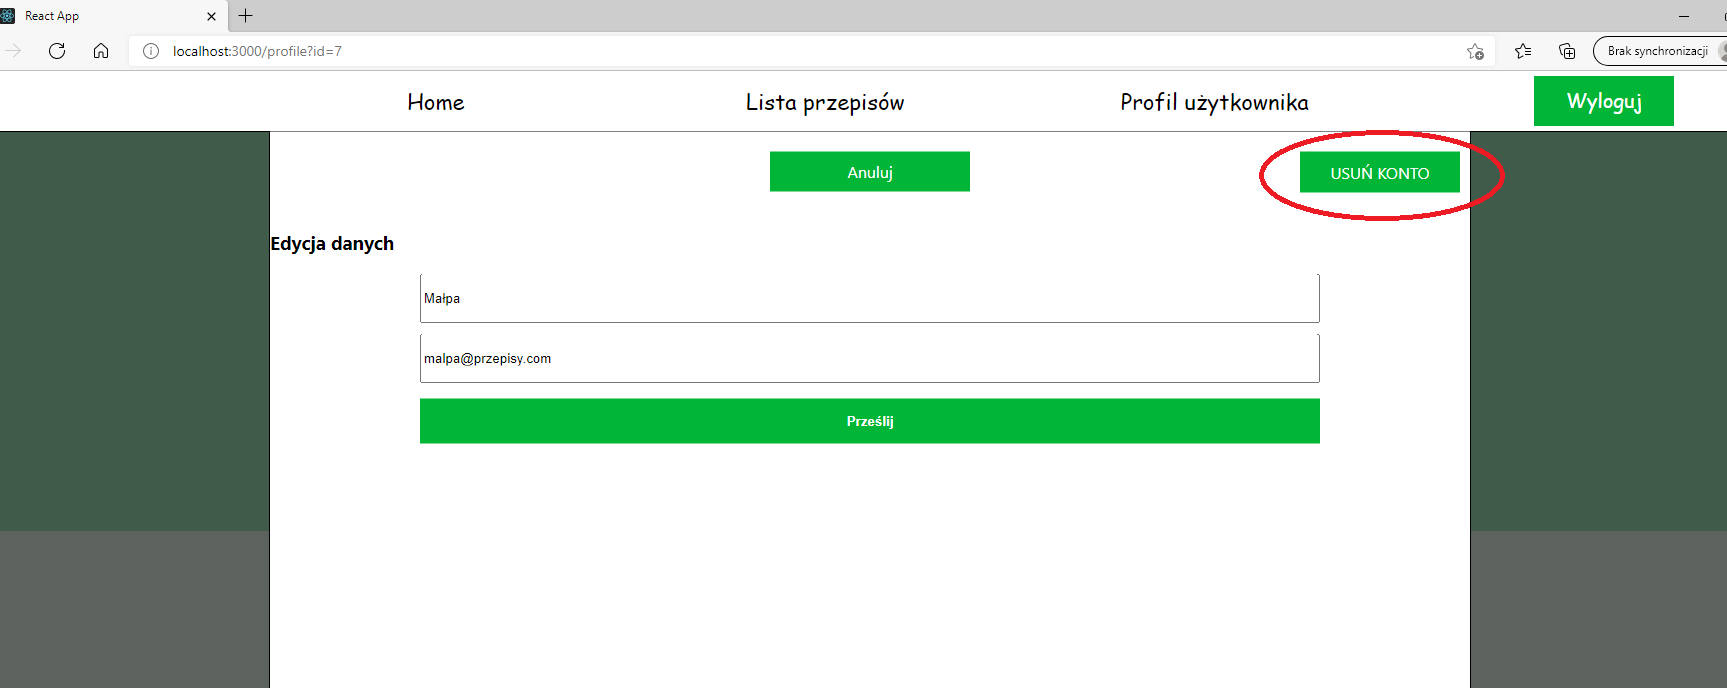 React App
localhost:3000/profile?id=7
Brak synchronizacji
Home Lista przepisów Profil użytkownika Wyloguj
Anuluj USUŃ KONTO
Edycja danych
Małpa
malpa@przepisy.com
Prześlij